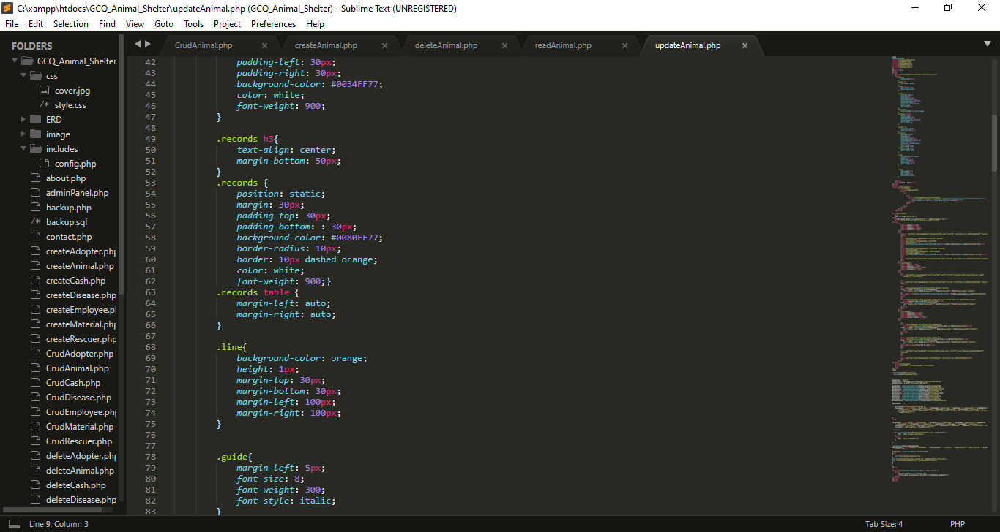 C:\xampp\htdocs\GCQ_Animal_Shelter\updateAnimal.php (GCQ_Animal_Shelter) - Sublime Text (UNREGISTERED)
File Edit Selection Find View Goto Tools Project Preferences Help
FOLDERS
GCQ_Animal_Shelter
css
cover.jpg
/* style.css
ERD
image
includes
config.php
about.php
adminPanel.php
backup.php
/* backup.sql
contact.php
createAdopter.php
createAnimal.php
createCash.php
createDisease.php
createEmployee.p
createMaterial.php
createRescuer.php
CrudAdopter.php
CrudAnimal.php
CrudCash.php
CrudDisease.php
CrudEmployee.php
CrudMaterial.php
CrudRescuer.php
deleteAdopter.php
deleteAnimal.php
deleteCash.php
deleteDisease.php
CrudAnimal.php createAnimal.php deleteAnimal.php readAnimal.php updateAnimal.php
42 padding-left: 30px;
43 padding-right: 30px;
44 background-color: #0034FF77;
45 color: white;
46 font-weight: 900;
47 }
48
49 .records h3{
50 text-align: center;
51 margin-bottom: 50px;
52 }
53 .records {
54 position: static;
55 margin: 30px;
56 padding-top: 30px;
57 padding-bottom: : 30px;
58 background-color: #0080FF77;
59 border-radius: 10px;
60 border: 10px dashed orange;
61 color: white;
62 font-weight: 900;}
63 .records table {
64 margin-left: auto;
65 margin-right: auto;
66 }
67
68 .line{
69 background-color: orange;
70 height: 1px;
71 margin-top: 30px;
72 margin-bottom: 30px;
73 margin-left: 100px;
74 margin-right: 100px;
75 }
76
77
78 .guide{
79 margin-left: 5px;
80 font-size: 8;
81 font-weight: 300;
82 font-style: italic;
83 }
Line 9, Column 3 Tab Size: 4 PHP